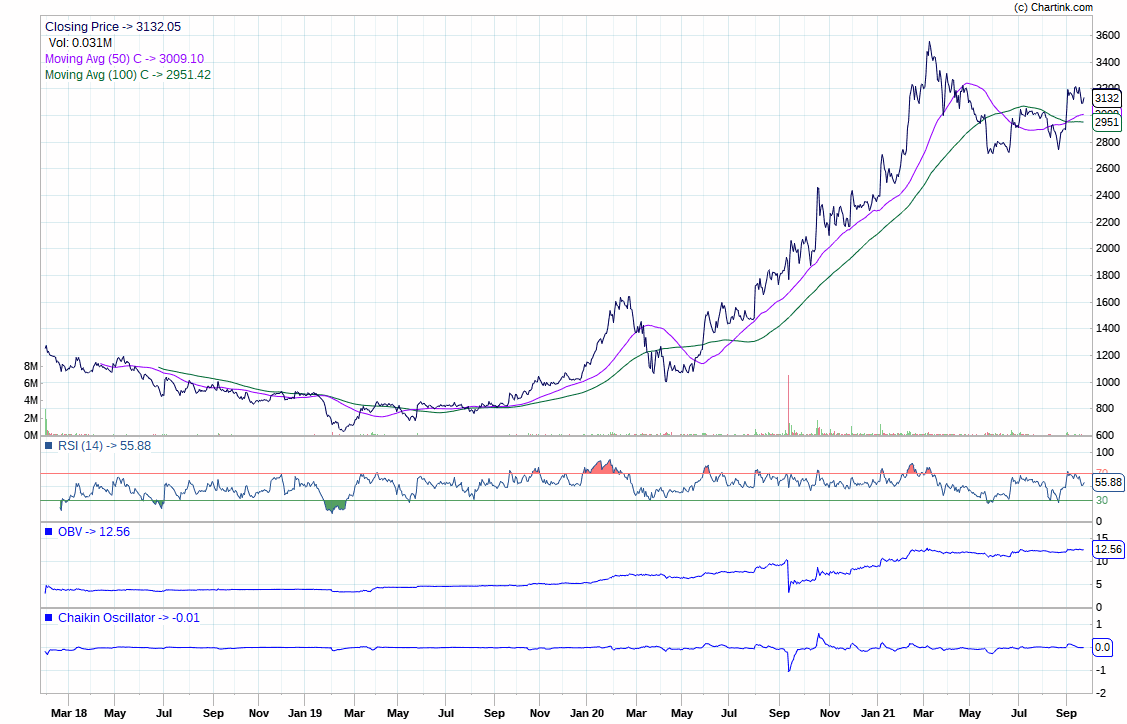 (c) Chartink.com
Closing Price -> 3132.05
Vol: 0.031M
Moving Avg (50) C -> 3009.10
Moving Avg (100) C -> 2951.42
3600
3400
3200
3132
3000
2951
2800
2600
2400
2200
2000
1800
1600
1400
1200
1000
800
600
8M
6M
4M
2M
0M
RSI (14) -> 55.88
100
70
55.88
30
0
OBV -> 12.56
15
12.56
10
5
0
Chaikin Oscillator -> -0.01
1
0.0
-1
-2
Mar 18 May Jul Sep Nov Jan 19 Mar May Jul Sep Nov Jan 20 Mar May Jul Sep Nov Jan 21 Mar May Jul Sep